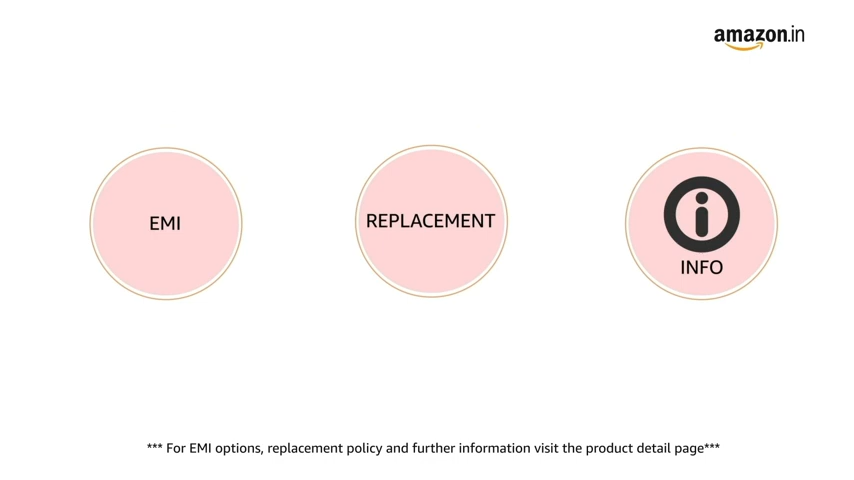 amazon.in
EMI
REPLACEMENT
INFO
*** For EMI options, replacement policy and further information visit the product detail page***